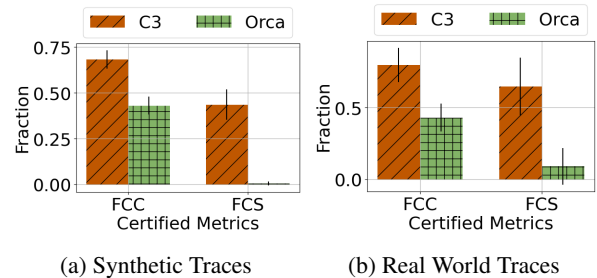 C3 Orca
0.75
0.50
0.25
0.00
Fraction
FCC FCS
Certified Metrics
(a) Synthetic Traces
C3 Orca
0.5
0.0
Fraction
FCC FCS
Certified Metrics
(b) Real World Traces